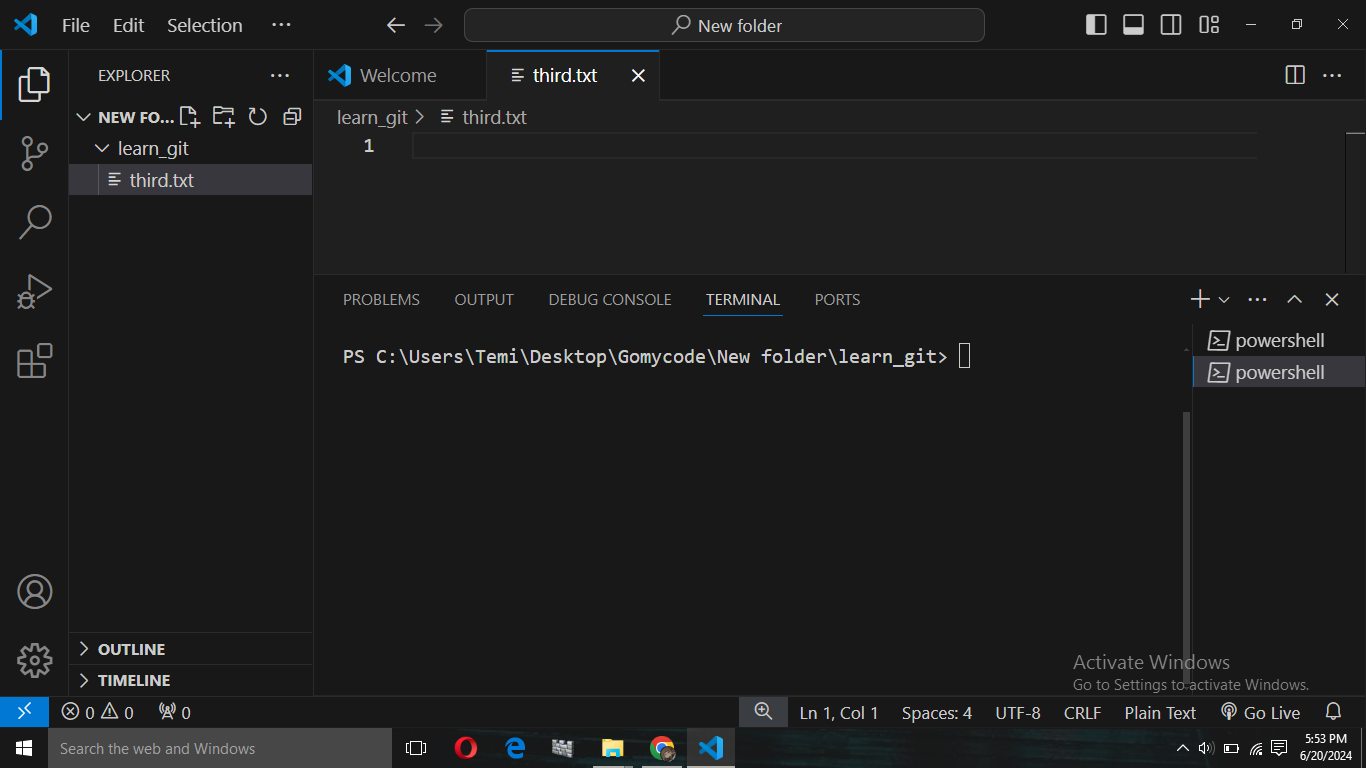 File Edit Selection ···
New folder
EXPLORER ···
Welcome
third.txt
NEW FO...
learn_git > third.txt
1
learn_git
third.txt
PROBLEMS OUTPUT DEBUG CONSOLE TERMINAL PORTS
PS C:\Users\Temi\Desktop\Gomycode\New folder\learn_git>
powershell
powershell
OUTLINE
TIMELINE
Activate Windows
Go to Settings to activate Windows.
0 0 0
Ln 1, Col 1 Spaces: 4 UTF-8 CRLF Plain Text Go Live
Search the web and Windows
5:53 PM
6/20/2024